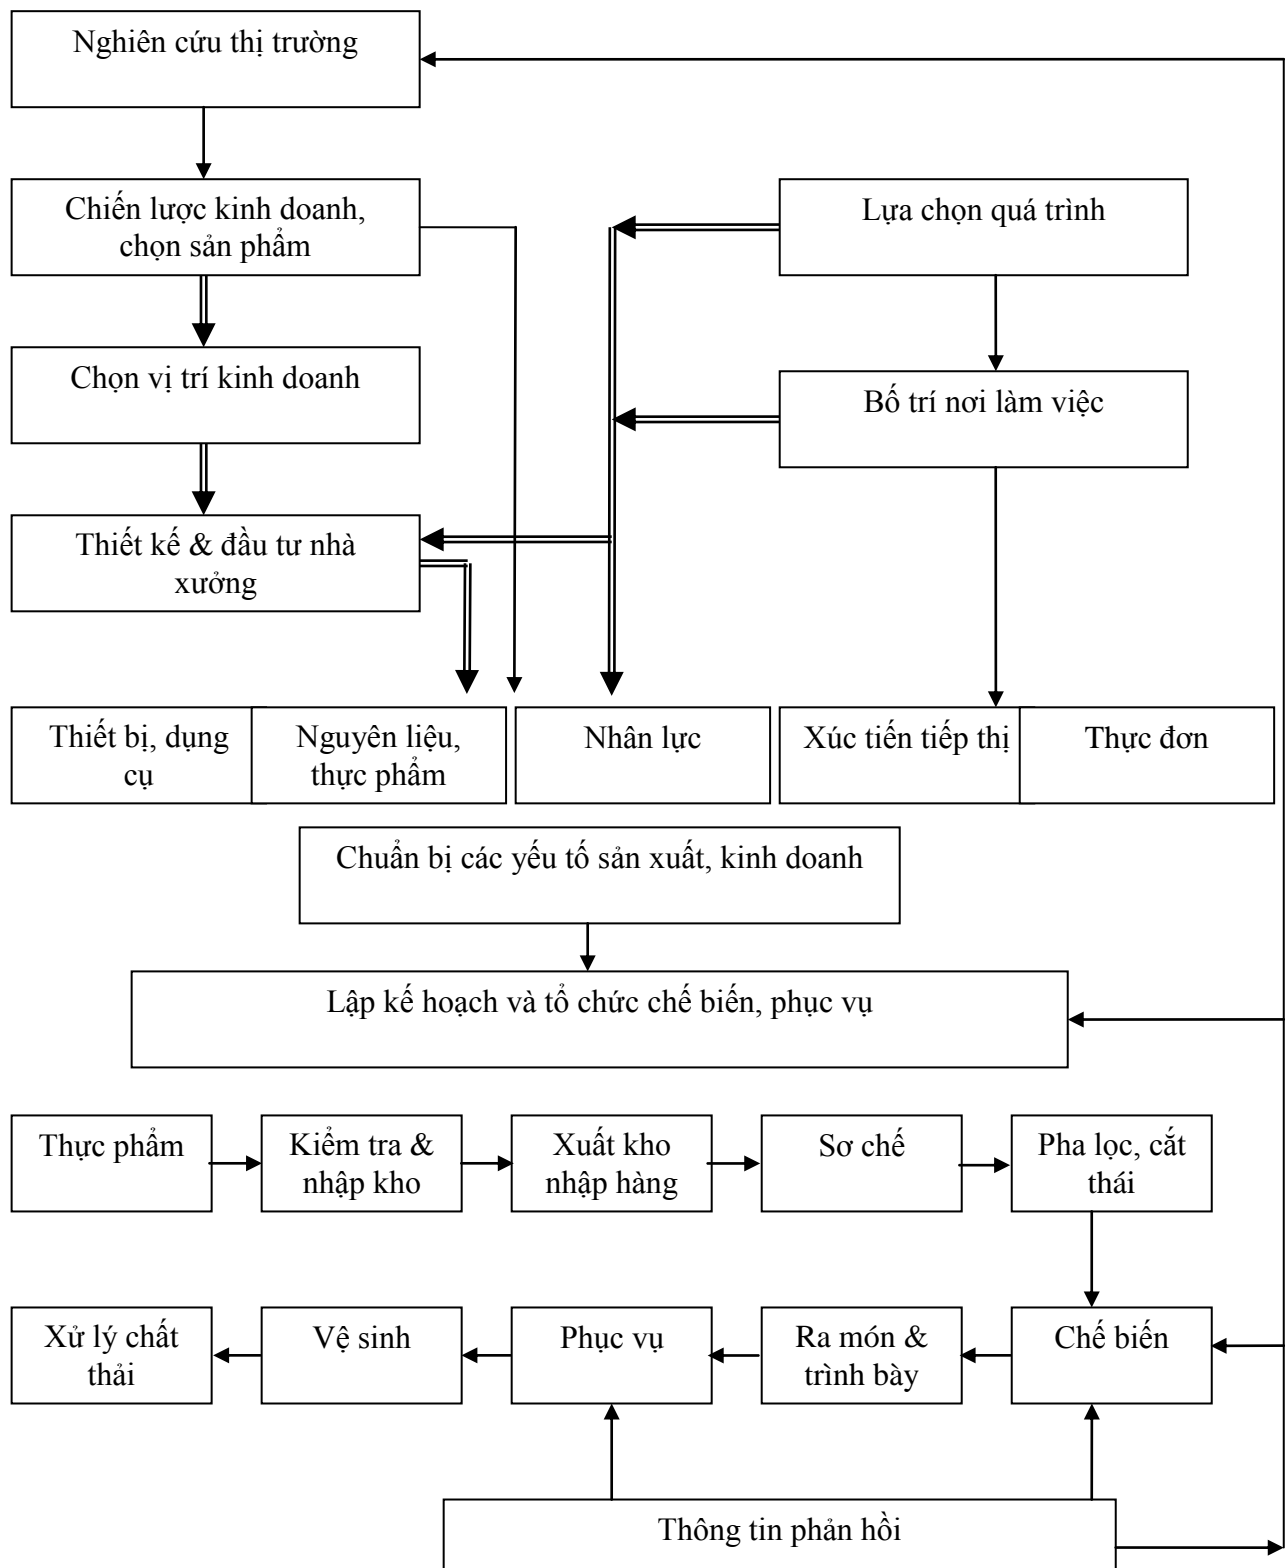 Nghiên cứu thị trường
Chiến lược kinh doanh,
chọn sản phẩm
Lựa chọn quá trình
Chọn vị trí kinh doanh
Bố trí nơi làm việc
Thiết kế & đầu tư nhà
xưởng
Thiết bị, dụng
cụ
Nguyên liệu,
thực phẩm
Nhân lực
Xúc tiến tiếp thị
Thực đơn
Chuẩn bị các yếu tố sản xuất, kinh doanh
Lập kế hoạch và tổ chức chế biến, phục vụ
Thực phẩm
Kiểm tra &
nhập kho
Xuất kho
nhập hàng
Sơ chế
Pha lọc, cắt
thái
Xử lý chất
thải
Vệ sinh
Phục vụ
Ra món &
trình bày
Chế biến
Thông tin phản hồi